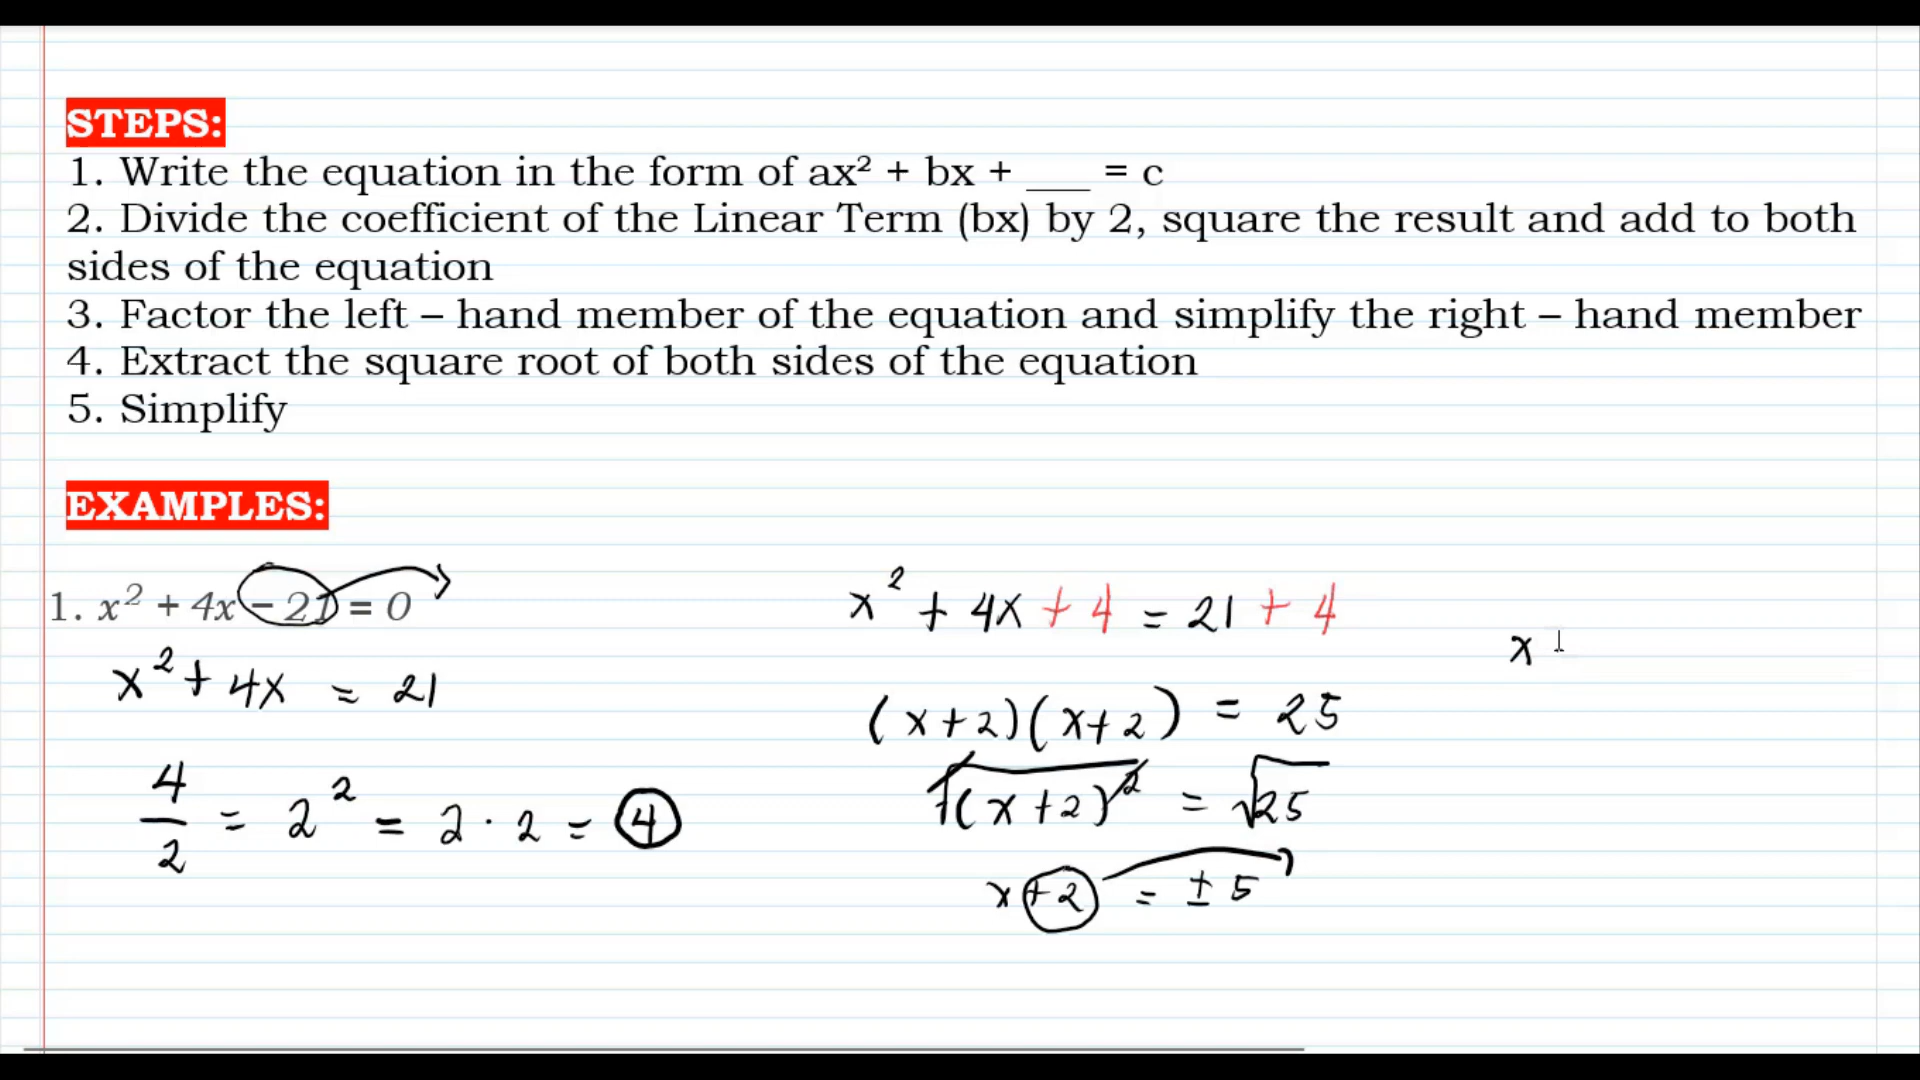 STEPS:
1. Write the equation in the form of ax² + bx + ___ = c
2. Divide the coefficient of the Linear Term (bx) by 2, square the result and add to both
sides of the equation
3. Factor the left – hand member of the equation and simplify the right – hand member
4. Extract the square root of both sides of the equation
5. Simplify
EXAMPLES:
1. x² + 4x − 21 = 0
x² + 4x = 21
4/2 = 2² = 2 · 2 = 4
x² + 4x + 4 = 21 + 4
(x+2)(x+2) = 25
√(x+2)² = √25
x+2 = ± 5
x